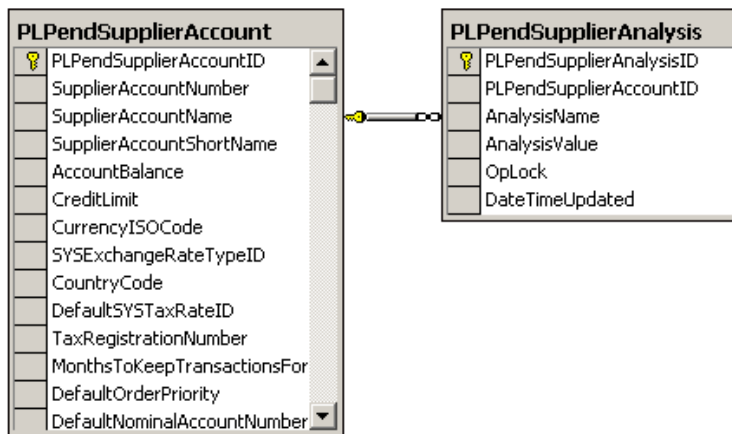 PLPendSupplierAccount
PLPendSupplierAccountID
SupplierAccountNumber
SupplierAccountName
SupplierAccountShortName
AccountBalance
CreditLimit
CurrencyISOCode
SYSExchangeRateTypeID
CountryCode
DefaultSYSTaxRateID
TaxRegistrationNumber
MonthsToKeepTransactionsFor
DefaultOrderPriority
DefaultNominalAccountNumber
PLPendSupplierAnalysis
PLPendSupplierAnalysisID
PLPendSupplierAccountID
AnalysisName
AnalysisValue
OpLock
DateTimeUpdated